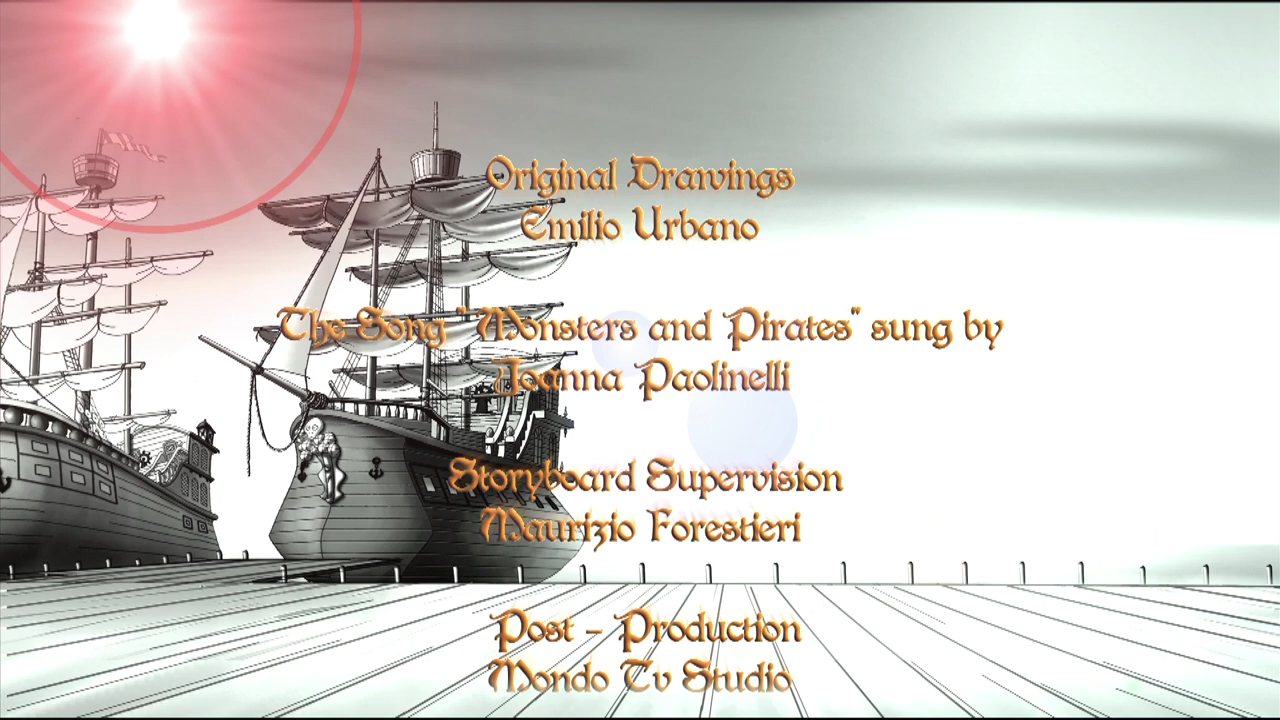 Original Drawings
Emilio Urbano
The Song " Monsters and Pirates" sung by
Joanna Paolinelli
Storyboard Supervision
Maurizio Forestieri
Post - Production
Mondo Tv Studio